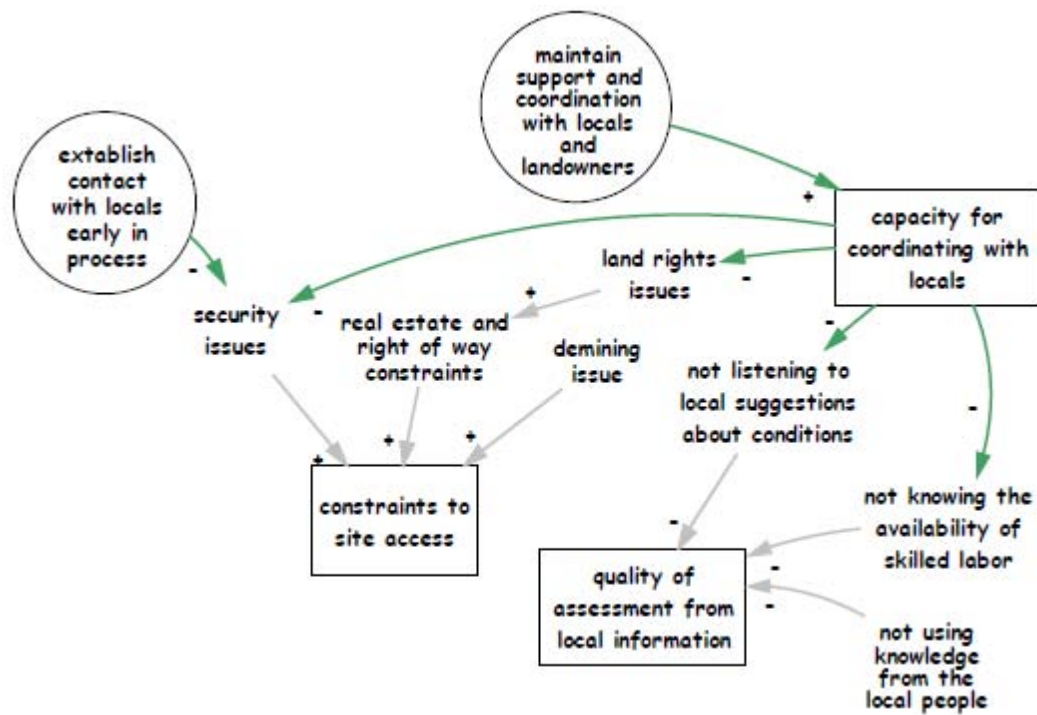 maintain
support and
coordination
with locals
and
landowners
extablish
contact
with locals
early in
process
+
capacity for
coordinating with
locals
-
land rights
issues
-
+
security
issues
-
real estate and
right of way
constraints
demining
issue
-
not listening to
local suggestions
about conditions
-
+
+
+
constraints to
site access
not knowing the
availability of
skilled labor
-
quality of
assessment from
local information
-
-
not using
knowledge
from the
local people